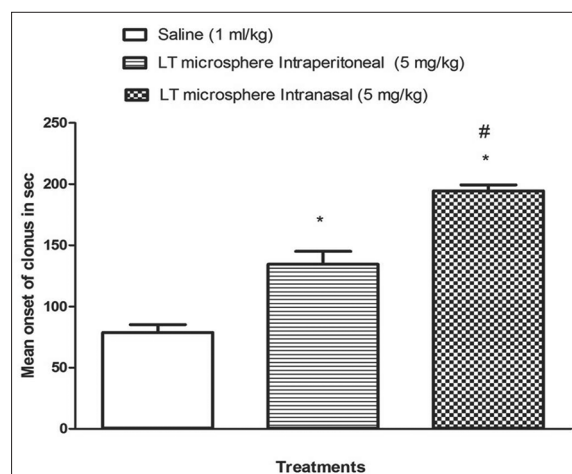 Saline (1 ml/kg)
LT microsphere Intraperitoneal (5 mg/kg)
LT microsphere Intranasal (5 mg/kg)
Mean onset of clonus in sec
250
200
150
100
50
0
*
#
*
Treatments